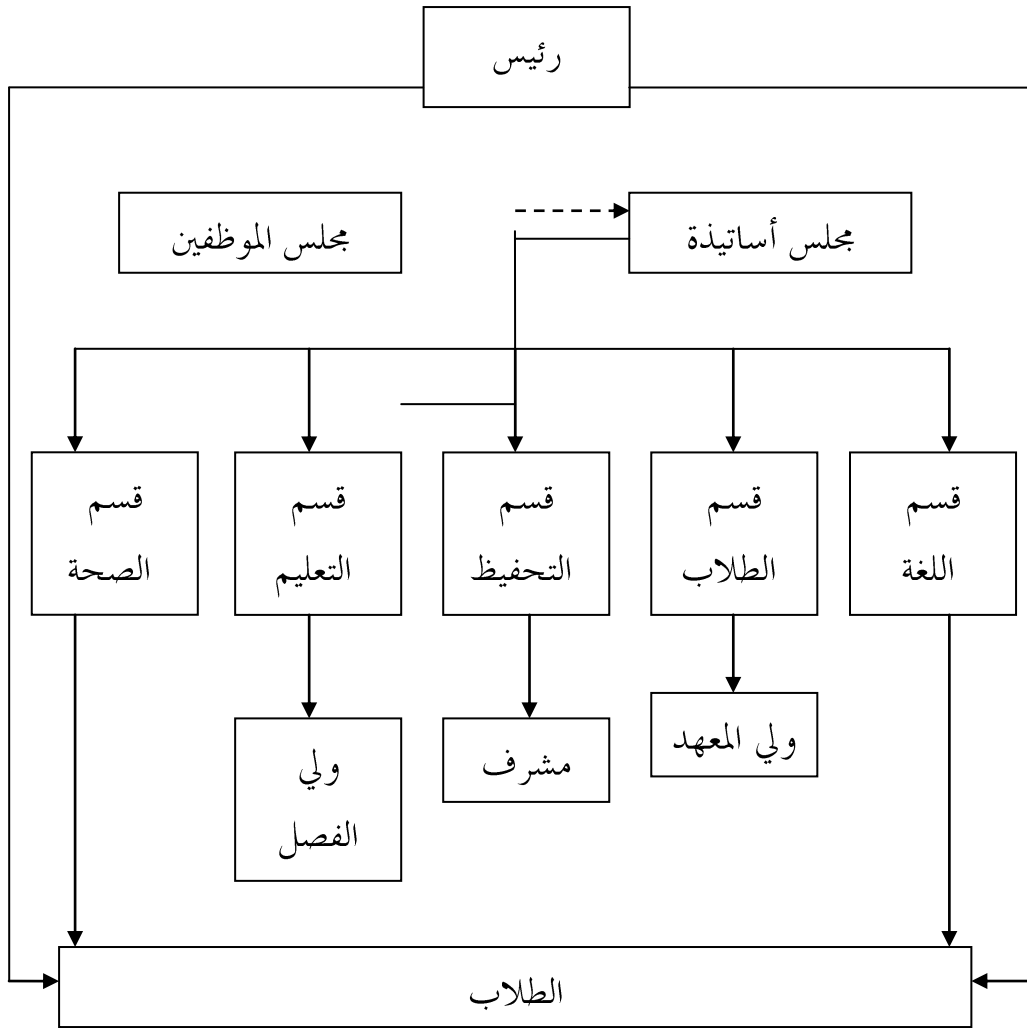 رئيس
مجلس أساتيذة
مجلس الموظفين
قسم
اللغة
قسم
الطلاب
قسم
التحفيظ
قسم
التعليم
قسم
الصحة
ولي المعهد
مشرف
ولي
الفصل
الطلاب